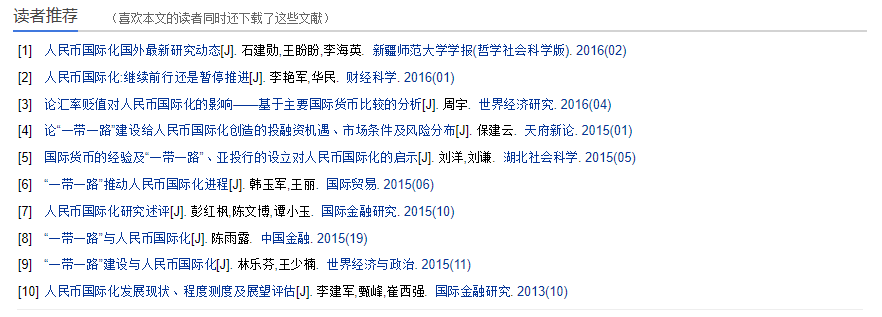 读者推荐 （喜欢本文的读者同时还下载了这些文献）
[1] 人民币国际化国外最新研究动态[J]. 石建勋,王盼盼,李海英. 新疆师范大学学报(哲学社会科学版). 2016(02)
[2] 人民币国际化:继续前行还是暂停推进[J]. 李艳军,华民. 财经科学. 2016(01)
[3] 论汇率贬值对人民币国际化的影响——基于主要国际货币比较的分析[J]. 周宇. 世界经济研究. 2016(04)
[4] 论“一带一路”建设给人民币国际化创造的投融资机遇、市场条件及风险分布[J]. 保建云. 天府新论. 2015(01)
[5] 国际货币的经验及“一带一路”、亚投行的设立对人民币国际化的启示[J]. 刘洋,刘谦. 湖北社会科学. 2015(05)
[6] “一带一路”推动人民币国际化进程[J]. 韩玉军,王丽. 国际贸易. 2015(06)
[7] 人民币国际化研究述评[J]. 彭红枫,陈文博,谭小玉. 国际金融研究. 2015(10)
[8] “一带一路”与人民币国际化[J]. 陈雨露. 中国金融. 2015(19)
[9] “一带一路”建设与人民币国际化[J]. 林乐芬,王少楠. 世界经济与政治. 2015(11)
[10] 人民币国际化发展现状、程度测度及展望评估[J]. 李建军,甄峰,崔西强. 国际金融研究. 2013(10)